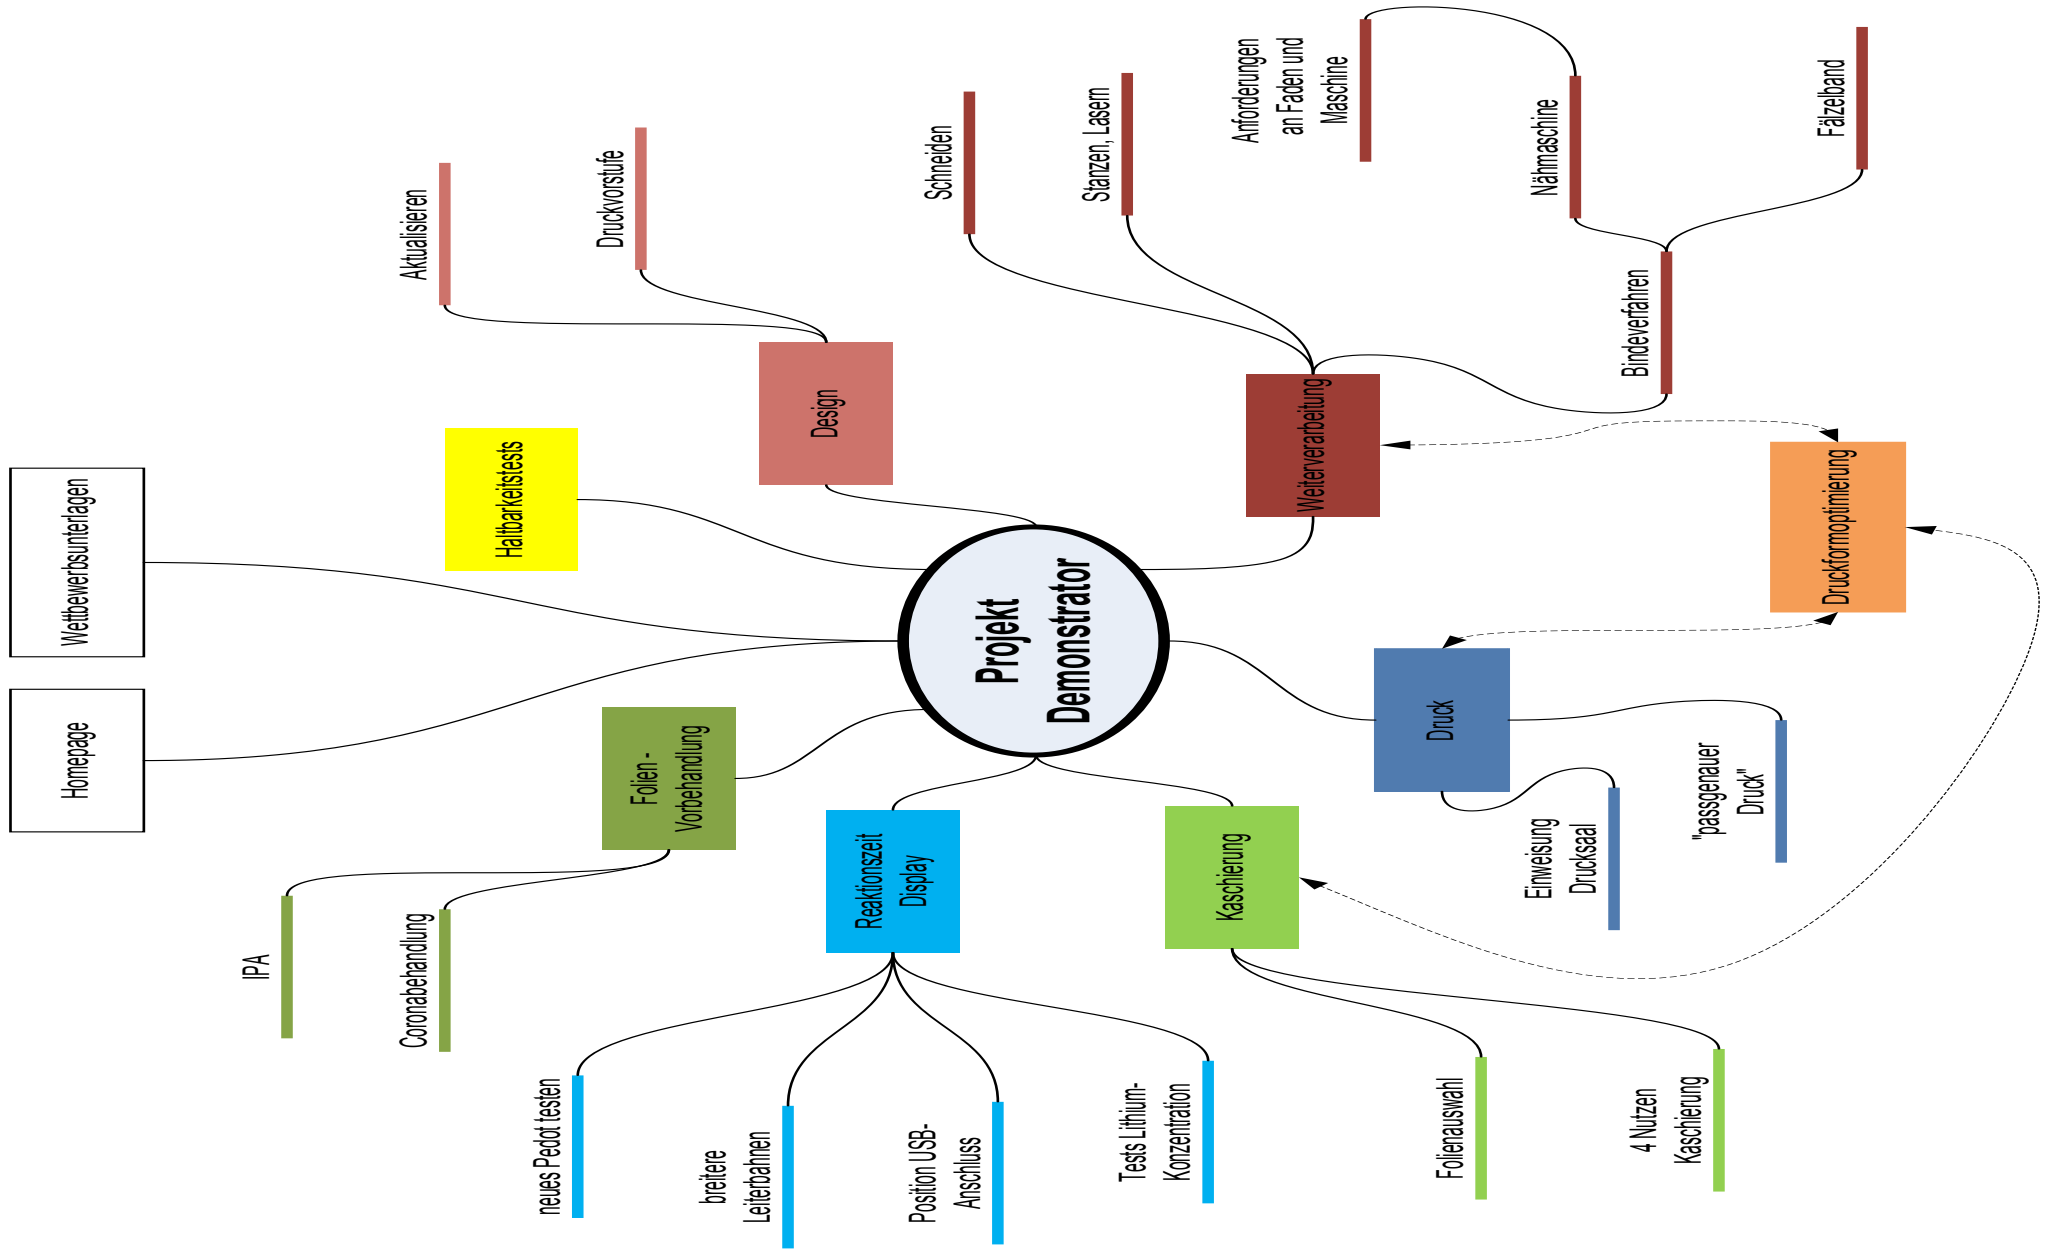 Homepage
Wettbewerbsunterlagen
IPA
Coronabehandlung
Folien -
Vorbehandlung
Haltbarkeitstests
Aktualisieren
Druckvorstufe
Design
neues Pedot testen
breitere
Leiterbahnen
Position USB-
Anschluss
Tests Lithium-
Konzentration
Reaktionszeit
Display
Projekt
Demonstrator
Schneiden
Stanzen, Lasern
Anforderungen
an Faden und
Maschine
Nähmaschine
Fälzelband
Bindeverfahren
Weiterverarbeitung
Kaschierung
Folienauswahl
4 Nutzen
Kaschierung
Druck
Einweisung
Drucksaal
"passgenauer
Druck"
Druckformoptimierung